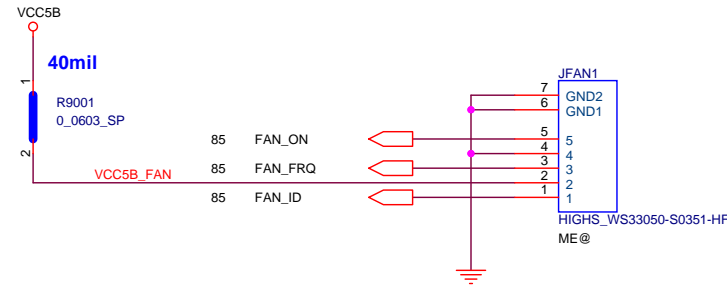 VCC5B
40mil
1
R9001
0_0603_SP
2
VCC5B_FAN
85 FAN_ON
85 FAN_FRQ
85 FAN_ID
JFAN1
7 GND2
6 GND1
5 5
4 4
3 3
2 2
1 1
HIGHS_WS33050-S0351-HF
ME@